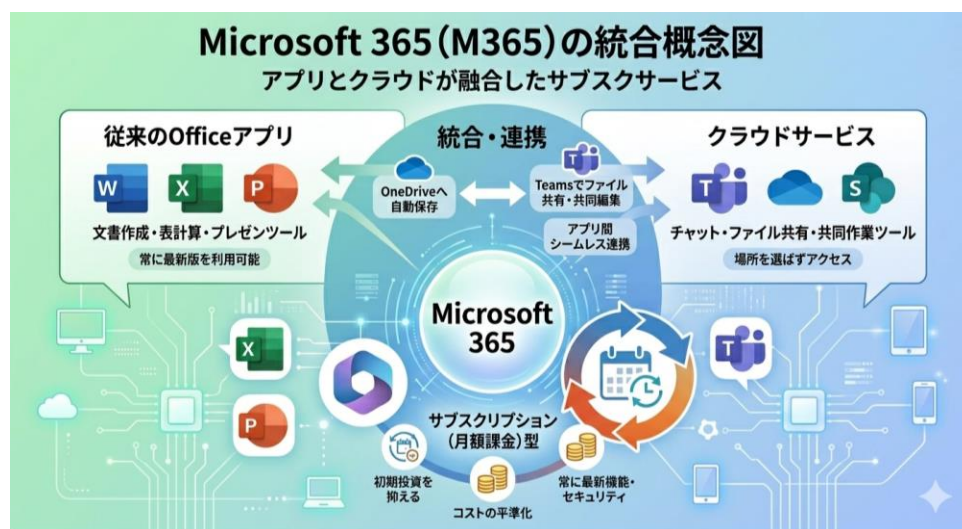 Microsoft 365（M365）の統合概念図
アプリとクラウドが融合したサブスクサービス
従来のOfficeアプリ
W
X
P
文書作成・表計算・プレゼンツール
常に最新版を利用可能
統合・連携
OneDriveへ
自動保存
T
Teamsでファイル
共有・共同編集
アプリ間
シームレス連携
クラウドサービス
T
S
チャット・ファイル共有・共同作業ツール
場所を選ばずアクセス
Microsoft
365
X
P
T
サブスクリプション
（月額課金）型
初期投資を
抑える
コストの平準化
常に最新機能・
セキュリティ